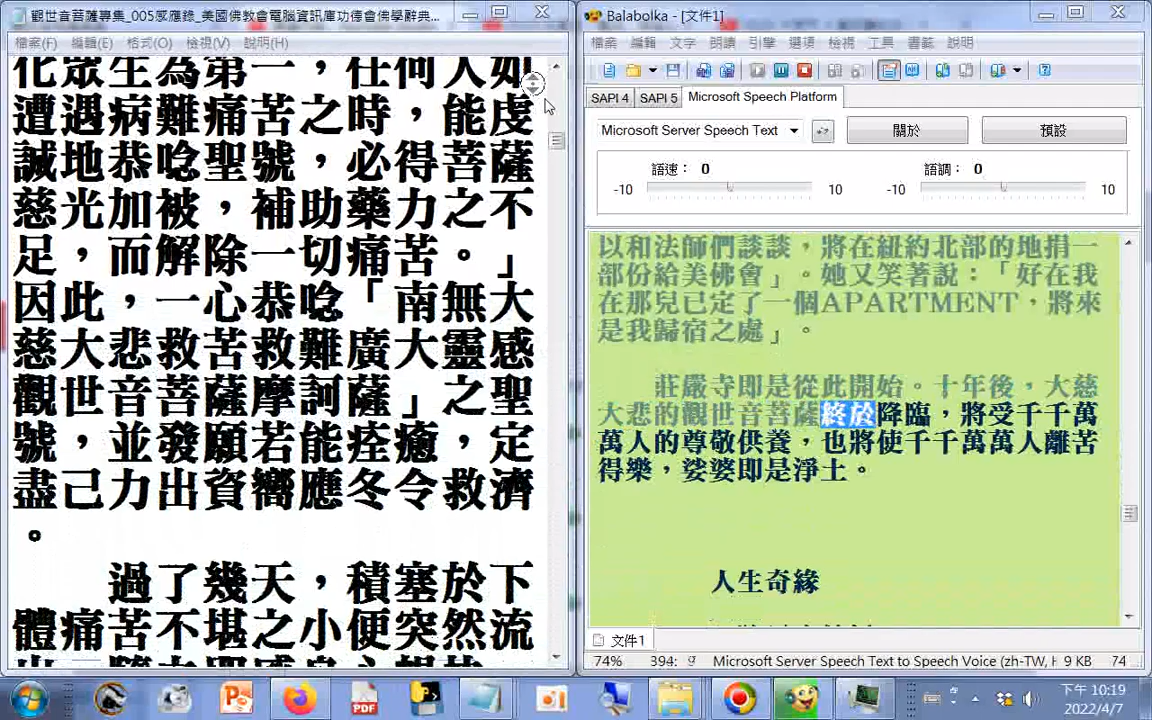 觀世音菩薩專集_005感應錄_美國佛教會電腦資訊庫功德會佛學辭典...
檔案(F) 編輯(E) 格式(O) 檢視(V) 說明(H)
化眾生為第一，任何人如
遭遇病難痛苦之時，能虔
誠地恭唸聖號，必得菩薩
慈光加被，補助藥力之不
足，而解除一切痛苦。」
因此，一心恭唸「南無大
慈大悲救苦救難廣大靈感
觀世音菩薩摩訶薩」之聖
號，並發願若能痊癒，定
盡己力出資嚮應冬令救濟
。
過了幾天，積塞於下
體痛苦不堪之小便突然流
Balabolka - [文件1]
檔案 編輯 文字 朗讀 引擎 選項 檢視 工具 書籤 說明
SAPI 4 SAPI 5 Microsoft Speech Platform
Microsoft Server Speech Text 關於 預設
語速： 0 語調： 0
-10 10 -10 10
以和法師們談談，將在紐約北部的地捐一
部份給美佛會」。她又笑著說：「好在我
在那兒已定了一個APARTMENT，將來
是我歸宿之處」。
莊嚴寺即是從此開始。十年後，大慈
大悲的觀世音菩薩終於降臨，將受千千萬
萬人的尊敬供養，也將使千千萬萬人離苦
得樂，娑婆即是淨土。
人生奇緣
文件1
74% 394: Microsoft Server Speech Text to Speech Voice (zh-TW, H 9 KB 74
PDF
下午 10:19
2022/4/7